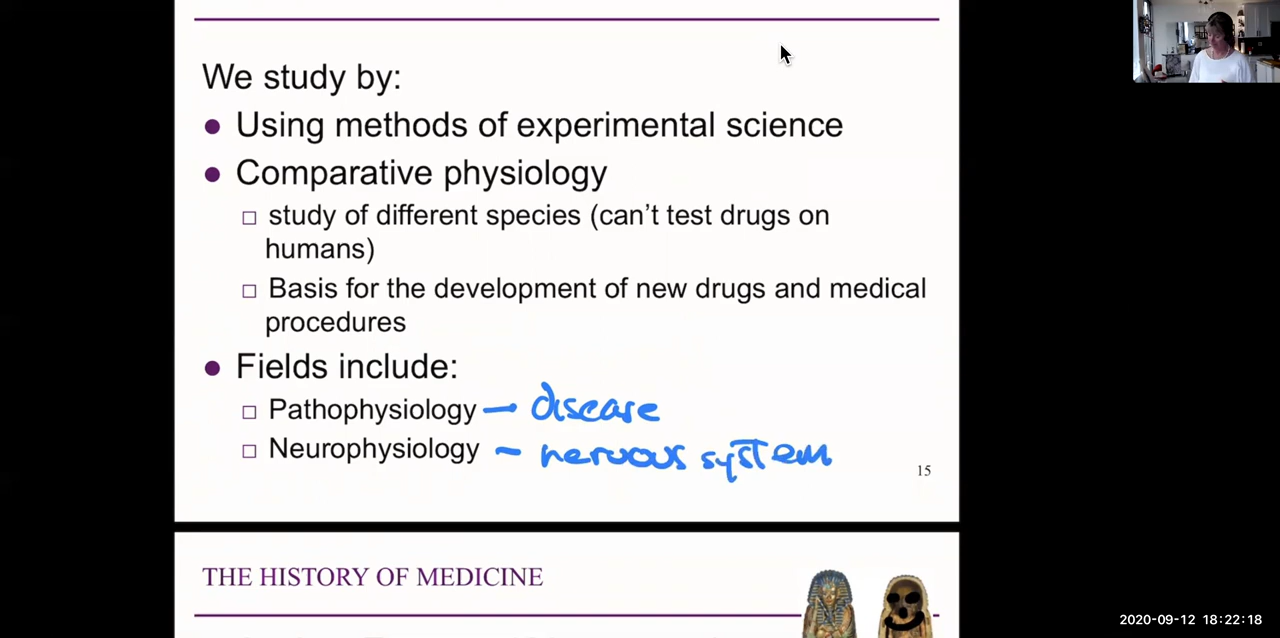 We study by:
● Using methods of experimental science
● Comparative physiology
□ study of different species (can’t test drugs on
humans)
□ Basis for the development of new drugs and medical
procedures
● Fields include:
□ Pathophysiology — disease
□ Neurophysiology ~ nervous system
15
THE HISTORY OF MEDICINE
2020-09-12 18:22:18